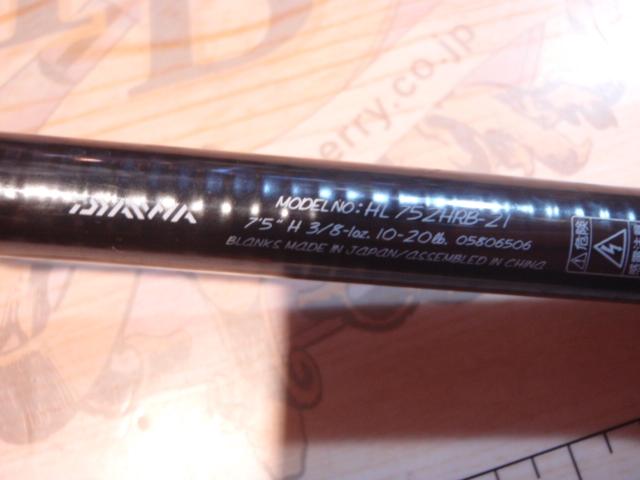 DAIWA
MODEL NO: HL 752HRB-21
7'5" H 3/8-1oz. 10-20lb. 05806506
BLANKS MADE IN JAPAN/ASSEMBLED IN CHINA
危険
erry.co.jp